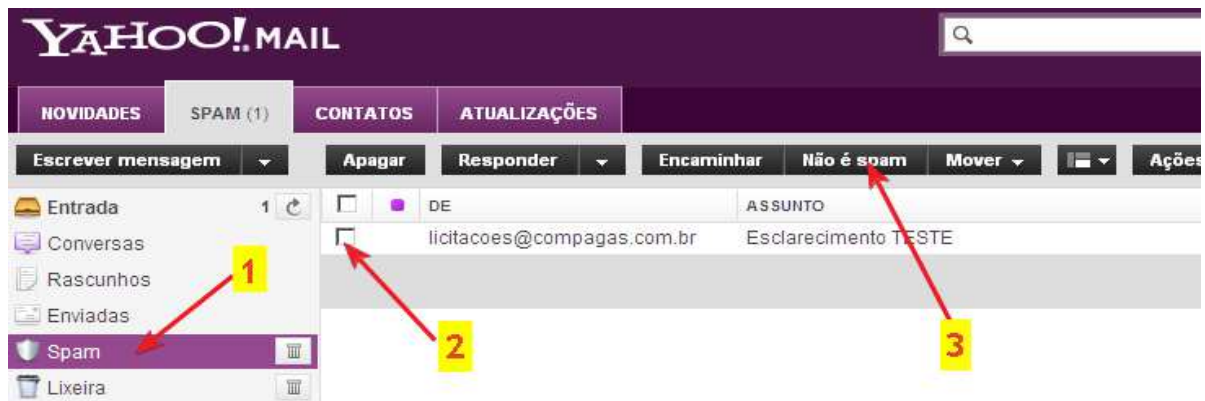 YAHOO! MAIL
NOVIDADES SPAM (1) CONTATOS ATUALIZAÇÕES
Escrever mensagem Apagar Responder Encaminhar Não é spam Mover Ações
Entrada 1 DE ASSUNTO
Conversas licitacoes@compagas.com.br Esclarecimento TESTE
Rascunhos 1
Enviadas
Spam 2 3
Lixeira